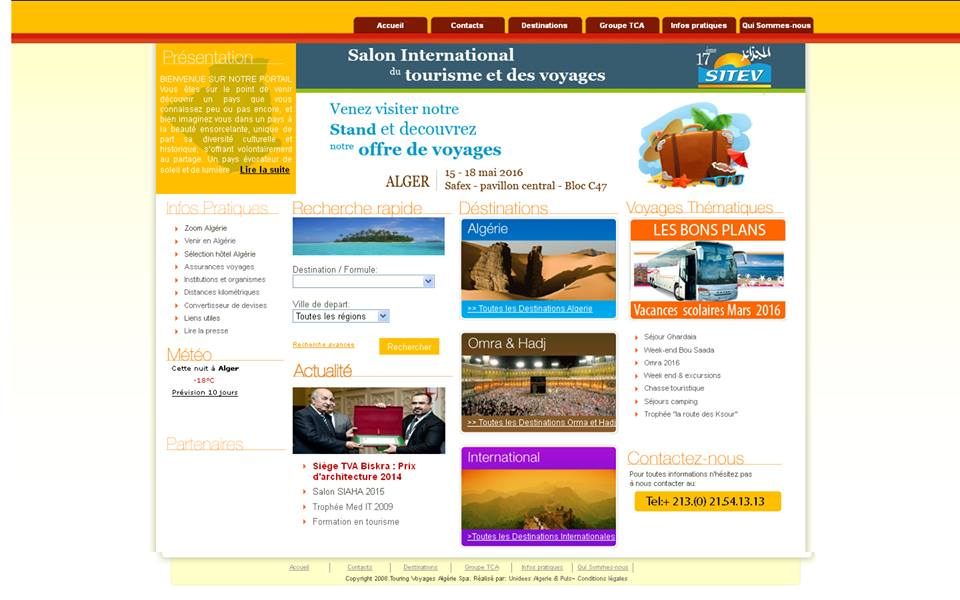 Accueil
Contacts
Destinations
Groupe TCA
Infos pratiques
Qui Sommes-nous
Présentation
BIENVENUE SUR NOTRE PORTAIL
Vous êtes sur le point de venir
découvrir un pays que vous
connaissez peu ou pas encore, et
bien imaginez vous dans un pays à
la beauté ensorcelante, unique de
part sa diversité culturelle et
historique, s'offrant volontairement
au partage. Un pays évocateur de
soleil et de lumière Lire la suite
Salon International
du tourisme et des voyages
17ème
SITEV
Venez visiter notre
Stand et decouvrez
notre offre de voyages
ALGER
15 - 18 mai 2016
Safex - pavillon central - Bloc C47
Infos Pratiques
Zoom Algérie
Venir en Algérie
Sélection hôtel Algérie
Assurances voyages
Institutions et organismes
Distances kilométriques
Convertisseur de devises
Liens utiles
Lire la presse
Météo
Cette nuit à Alger
-18°C
Prévision 10 jours
Partenaires
Recherche rapide
Destination / Formule:
Ville de depart:
Toutes les régions
Recherche avancée
Rechercher
Actualité
Siège TVA Biskra : Prix
d'architecture 2014
Salon SIAHA 2015
Trophée Med IT 2009
Formation en tourisme
Déstinations
Algérie
>> Toutes les Destinations Algerie
Omra & Hadj
>> Toutes les Destinations Orma et Hadj
International
>Toutes les Destinations Internationales
Voyages Thématiques
LES BONS PLANS
Vacances scolaires Mars 2016
Séjour Ghardaia
Week-end Bou Saada
Omra 2016
Week end & excursions
Chasse touristique
Séjours camping
Trophée "la route des Ksour"
Contactez-nous
Pour toutes informations n'hésitez pas
à nous contacter au:
Tel:+ 213.(0) 21.54.13.13
Accueil
Contacts
Destinations
Groupe TCA
Infos pratiques
Qui Sommes-nous
Copyright 2008.Touring Voyages Algérie Spa, Réalisé par: Unidees Algerie & Puls– Conditions légales